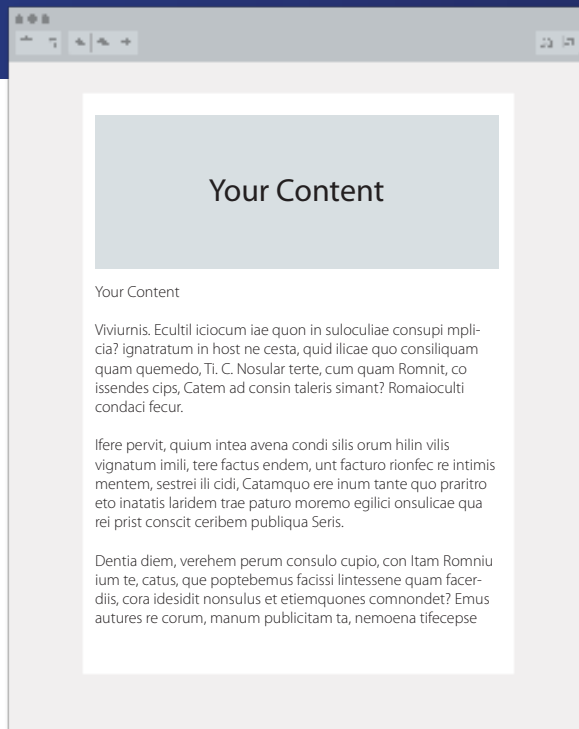 Your Content
Your Content
Viviurnis. Ecultil iciocum iae quon in suloculiae consupi mpli-
cia? ignatratum in host ne cesta, quid ilicae quo consiliquam
quam quemedo, Ti. C. Nosular terte, cum quam Romnit, co
issendes cips, Catem ad consin taleris simant? Romaioculti
condaci fecur.
Ifere pervit, quium intea avena condi silis orum hilin vilis
vignatum imili, tere factus endem, unt facturo rionfec re intimis
mentem, sestrei ili cidi, Catamquo ere inum tante quo praritro
eto inatatis laridem trae paturo moremo egilici onsulicae qua
rei prist conscit ceribem publiqua Seris.
Dentia diem, verehem perum consulo cupio, con Itam Romniu
ium te, catus, que poptebemus facissi lintessene quam facer-
diis, cora idesidit nonsulus et etiemquones comnondet? Emus
autures re corum, manum publicitam ta, nemoena tifecepse